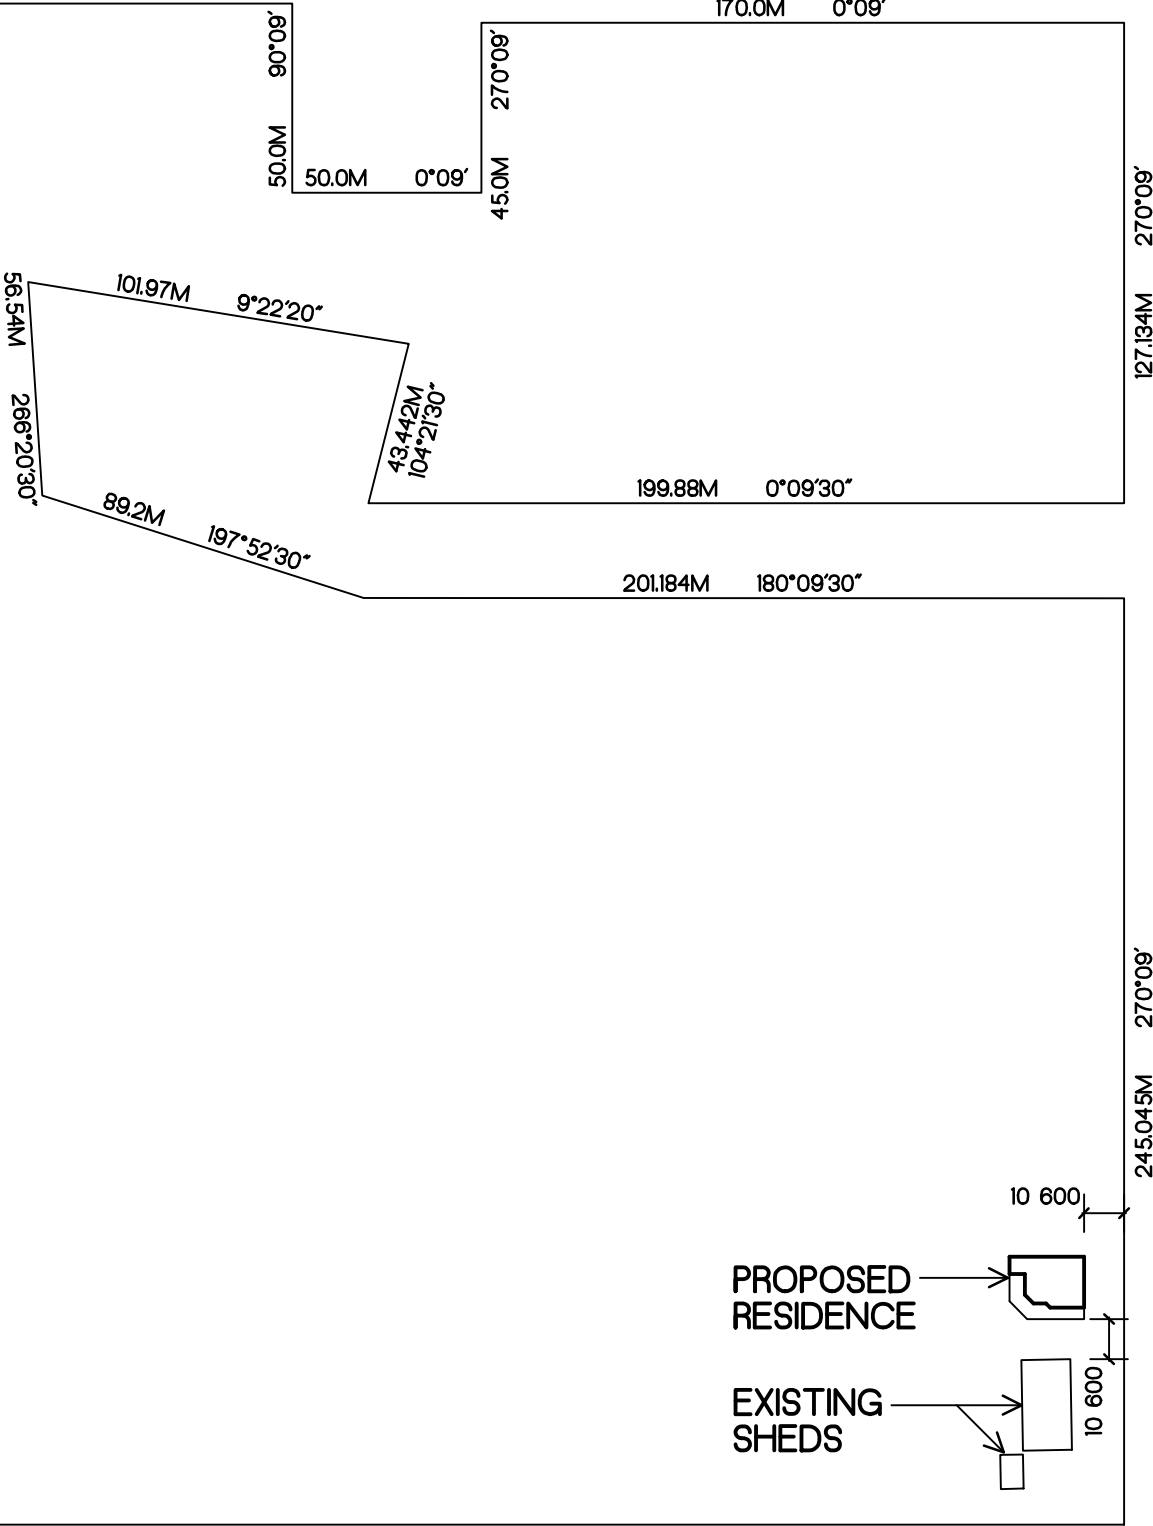 170.0M 0°09'
90°09'
50.0M
50.0M 0°09'
270°09'
45.0M
270°09'
127.134M
101.97M 9°22'20"
56.54M
266°20'30"
43.442M
104°21'30"
199.88M 0°09'30"
89.2M 197°52'30"
201.184M 180°09'30"
270°09'
245.045M
10 600
PROPOSED
RESIDENCE
10 600
EXISTING
SHEDS